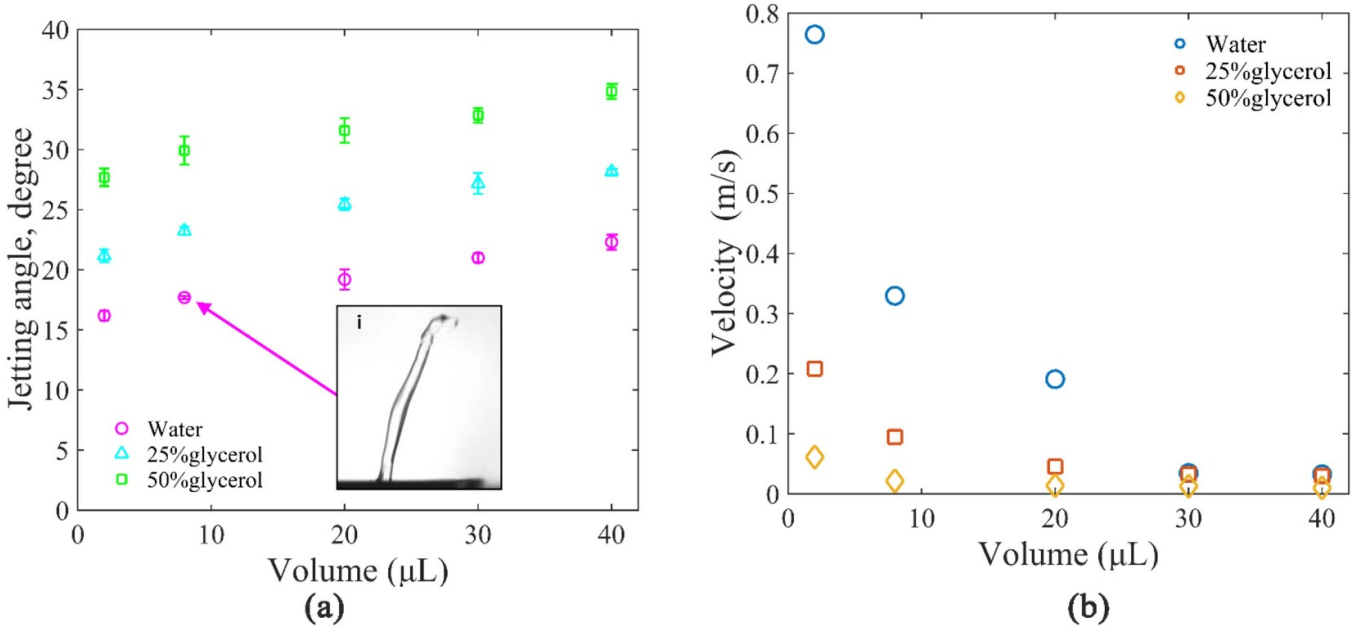 40
35
30
25
20
15
10
5
0
Jetting angle, degree
i
Water
25%glycerol
50%glycerol
0 10 20 30 40
Volume (μL)
(a)
0.8
0.7
0.6
0.5
0.4
0.3
0.2
0.1
0
Velocity (m/s)
Water
25%glycerol
50%glycerol
0 10 20 30 40
Volume (μL)
(b)